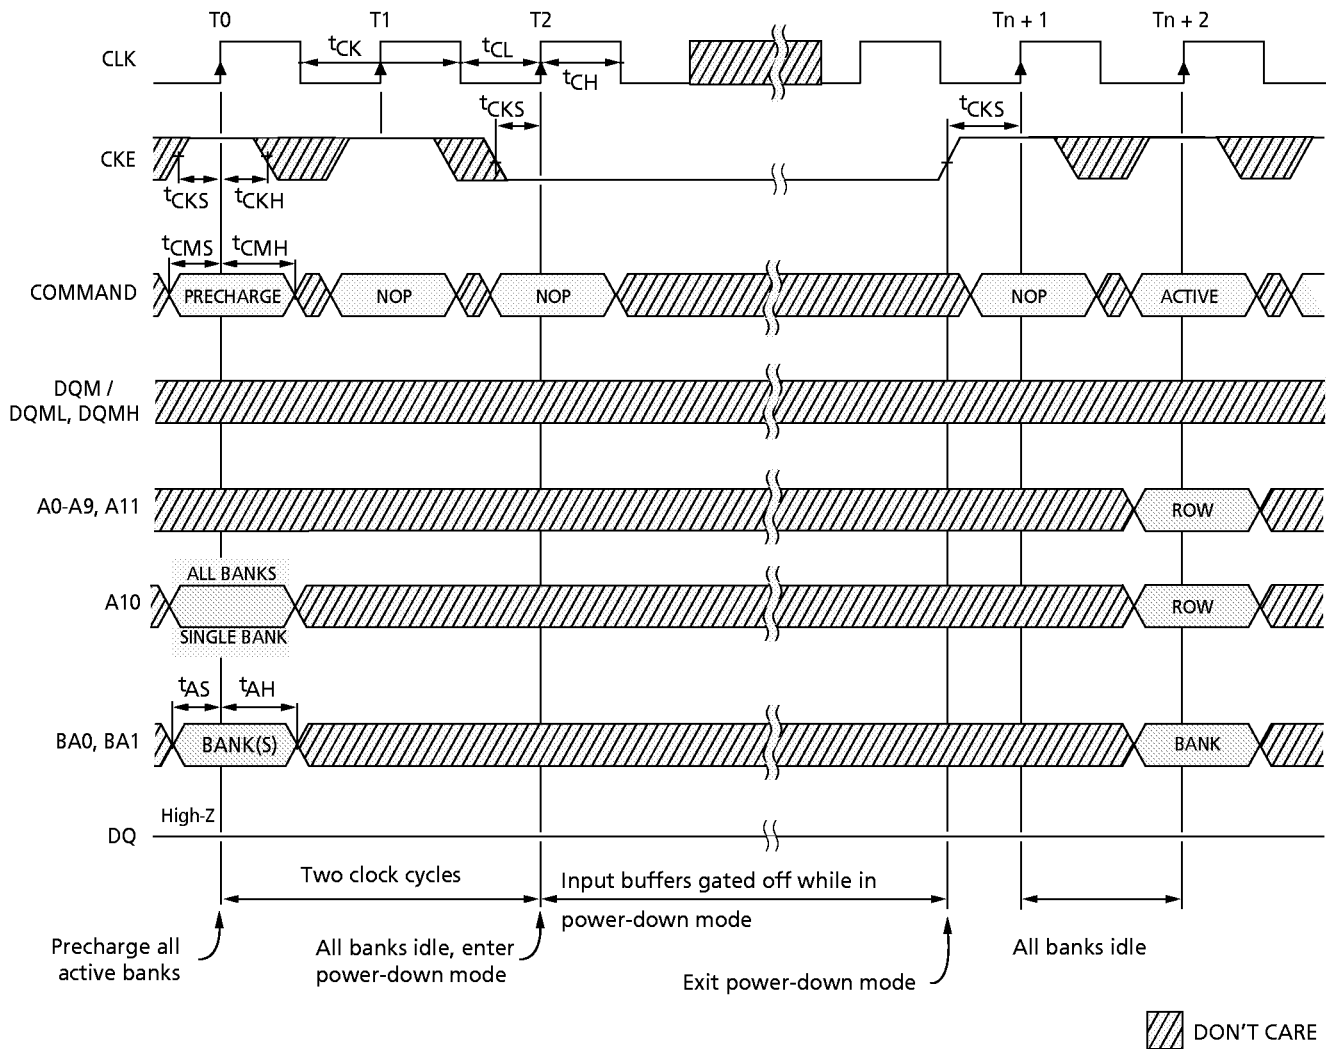 T0 T1 T2 Tn + 1 Tn + 2
CLK
tCK tCL
tCH
tCKS tCKS
CKE
tCKS tCKH
tCMS tCMH
COMMAND PRECHARGE NOP NOP NOP ACTIVE
DQM /
DQML, DQMH
A0-A9, A11 ROW
ALL BANKS
A10 ROW
SINGLE BANK
tAS tAH
BA0, BA1 BANK(S) BANK
High-Z
DQ
Two clock cycles
Input buffers gated off while in
power-down mode
Precharge all
active banks
All banks idle, enter
power-down mode
Exit power-down mode
All banks idle
DON'T CARE